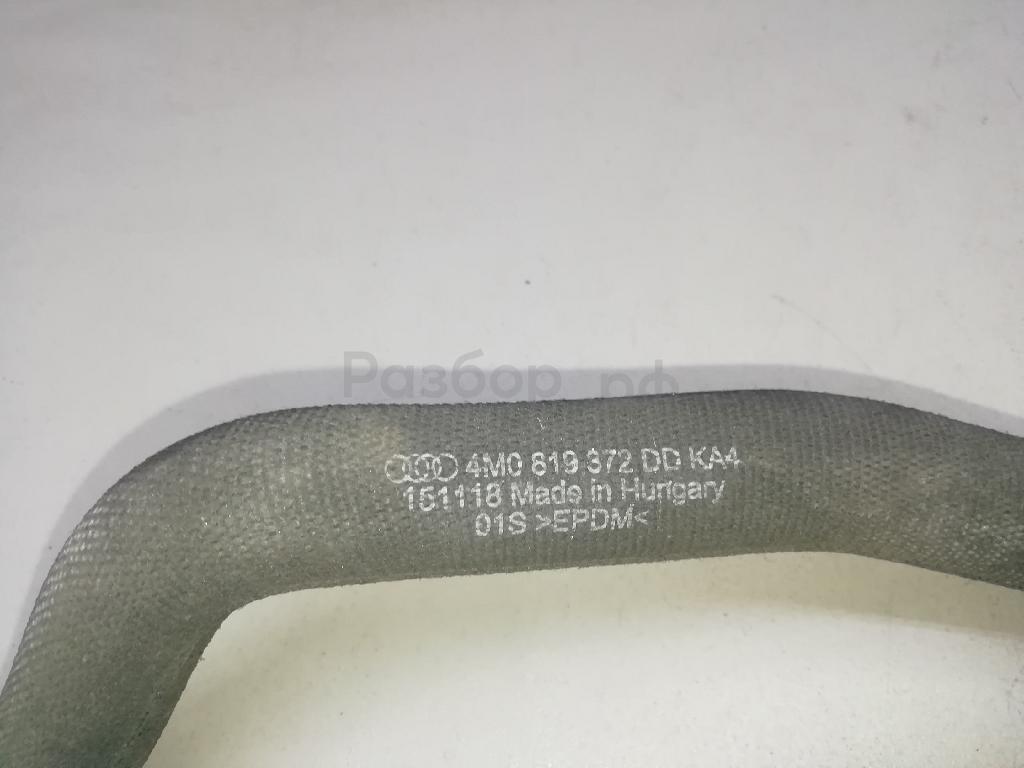 Разбор.рф
4M0 819 372 DD KA4
151118 Made in Hungary
01S >EPDM<